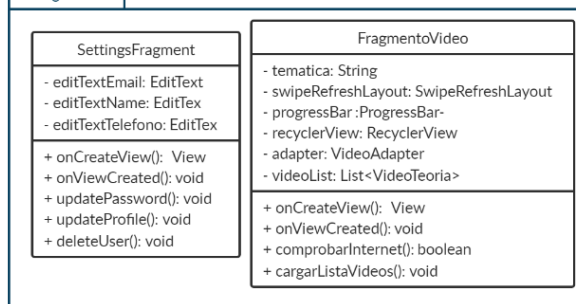 SettingsFragment
- editTextEmail: EditText
- editTextName: EditTex
- editTextTelefono: EditTex
+ onCreateView():  View
+ onViewCreated(): void
+ updatePassword(): void
+ updateProfile(): void
+ deleteUser(): void
FragmentoVideo
- tematica: String
- swipeRefreshLayout: SwipeRefreshLayout
- progressBar :ProgressBar-
- recyclerView: RecyclerView
- adapter: VideoAdapter
- videoList: List<VideoTeoria>
+ onCreateView():  View
+ onViewCreated(): void
+ comprobarInternet(): boolean
+ cargarListaVideos(): void